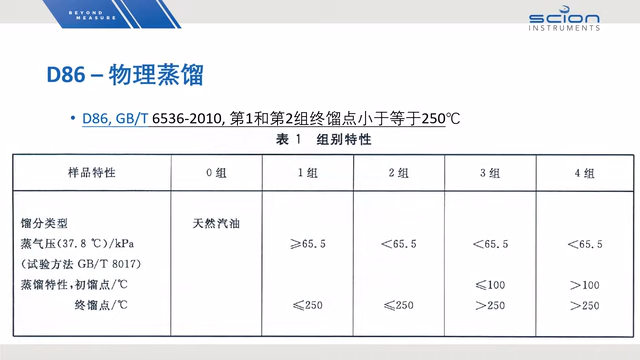 BEYOND
MEASURE
scion
INSTRUMENTS
D86 – 物理蒸馏
• D86, GB/T 6536-2010, 第1和第2组终馏点小于等于250℃
表 1 组别特性
样品特性 0 组 1 组 2 组 3 组 4 组
馏分类型 天然汽油
蒸气压(37.8 ℃)/kPa ≥65.5 <65.5 <65.5 <65.5
(试验方法 GB/T 8017)
蒸馏特性,初馏点/℃ ≤100 >100
终馏点/℃ ≤250 ≤250 >250 >250